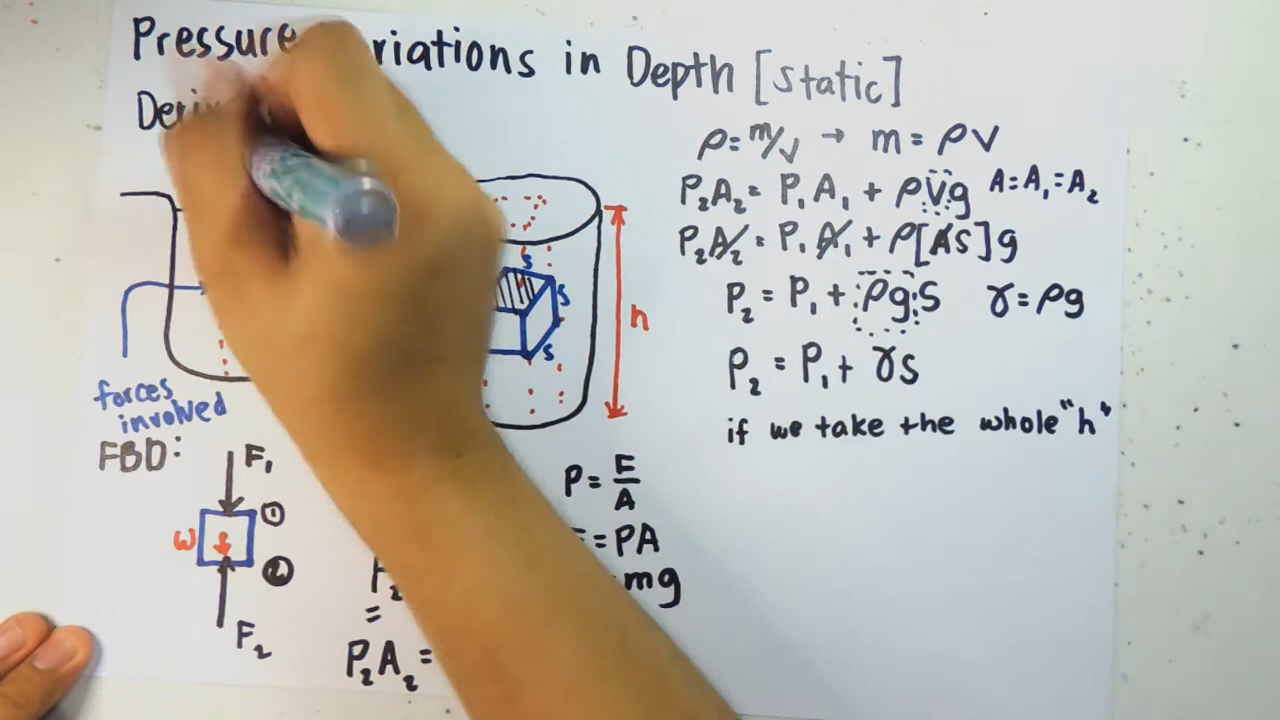 Pressure riations in Depth [static]
Deri
ρ = m/V → m = ρV
P₂A₂ = P₁A₁ + ρVg A = A₁ = A₂
P₂A₂ = P₁A₁ + ρ[AS]g
P₂ = P₁ + ρgS γ = ρg
P₂ = P₁ + γS
if we take the whole "h"
s
s
s
h
forces
involved
FBD:
F₁
①
W
②
F₂
P = F/A
= PA
mg
=
P₂A₂ =